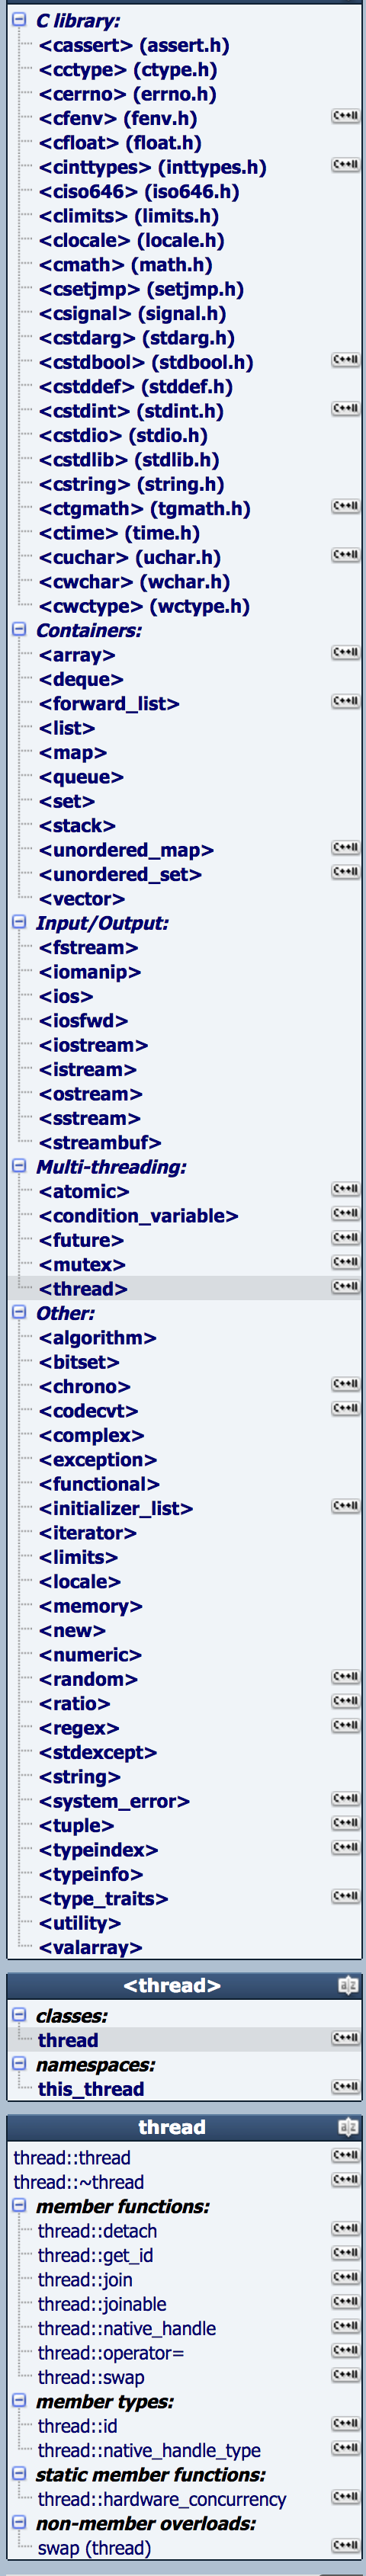 C library:
<cassert> (assert.h)
<cctype> (ctype.h)
<cerrno> (errno.h)
<cfenv> (fenv.h) C++11
<cfloat> (float.h)
<cinttypes> (inttypes.h) C++11
<ciso646> (iso646.h)
<climits> (limits.h)
<clocale> (locale.h)
<cmath> (math.h)
<csetjmp> (setjmp.h)
<csignal> (signal.h)
<cstdarg> (stdarg.h)
<cstdbool> (stdbool.h) C++11
<cstddef> (stddef.h)
<cstdint> (stdint.h) C++11
<cstdio> (stdio.h)
<cstdlib> (stdlib.h)
<cstring> (string.h)
<ctgmath> (tgmath.h) C++11
<ctime> (time.h)
<cuchar> (uchar.h) C++11
<cwchar> (wchar.h)
<cwctype> (wctype.h)
Containers:
<array> C++11
<deque>
<forward_list> C++11
<list>
<map>
<queue>
<set>
<stack>
<unordered_map> C++11
<unordered_set> C++11
<vector>
Input/Output:
<fstream>
<iomanip>
<ios>
<iosfwd>
<iostream>
<istream>
<ostream>
<sstream>
<streambuf>
Multi-threading:
<atomic> C++11
<condition_variable> C++11
<future> C++11
<mutex> C++11
<thread> C++11
Other:
<algorithm>
<bitset>
<chrono> C++11
<codecvt> C++11
<complex>
<exception>
<functional>
<initializer_list> C++11
<iterator>
<limits>
<locale>
<memory>
<new>
<numeric>
<random> C++11
<ratio> C++11
<regex> C++11
<stdexcept>
<string>
<system_error> C++11
<tuple> C++11
<typeindex> C++11
<typeinfo>
<type_traits> C++11
<utility>
<valarray>
<thread> a|z
classes:
thread C++11
namespaces:
this_thread C++11
thread a|z
thread::thread C++11
thread::~thread C++11
member functions:
thread::detach C++11
thread::get_id C++11
thread::join C++11
thread::joinable C++11
thread::native_handle C++11
thread::operator= C++11
thread::swap C++11
member types:
thread::id C++11
thread::native_handle_type C++11
static member functions:
thread::hardware_concurrency C++11
non-member overloads:
swap (thread) C++11